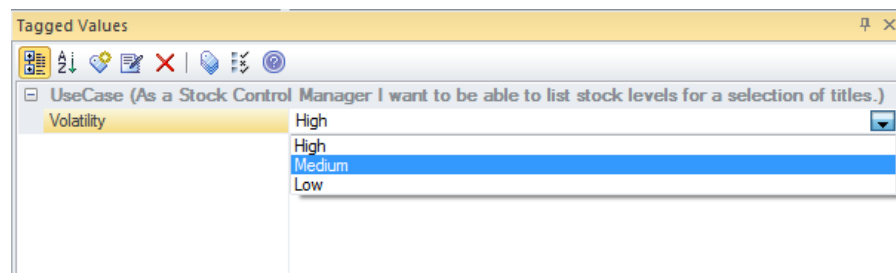 Tagged Values
UseCase (As a Stock Control Manager I want to be able to list stock levels for a selection of titles.)
Volatility High
High
Medium
Low